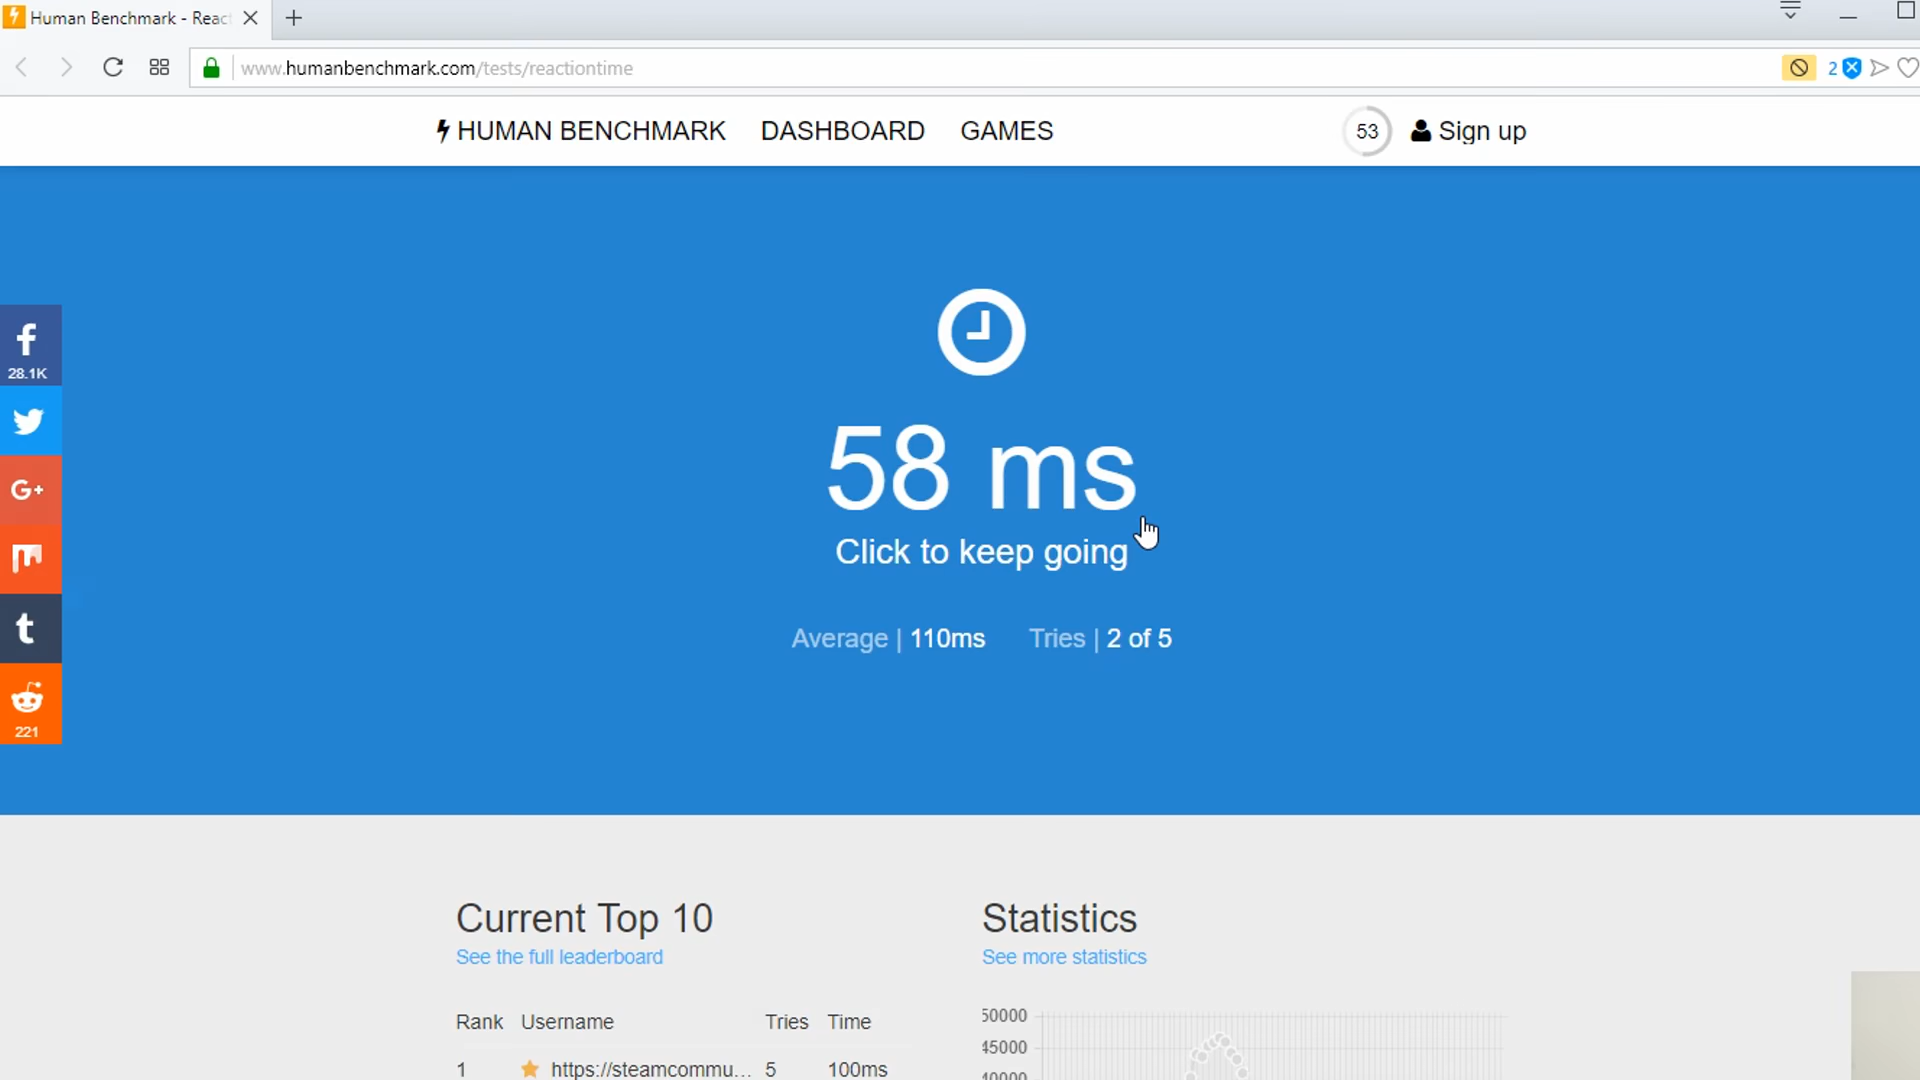 Human Benchmark - Reac
www.humanbenchmark.com/tests/reactiontime
2
HUMAN BENCHMARK DASHBOARD GAMES 53 Sign up
f
28.1K
G+
t
221
58 ms
Click to keep going
Average | 110ms Tries | 2 of 5
Current Top 10
See the full leaderboard
Rank Username Tries Time
1 https://steamcommu... 5 100ms
Statistics
See more statistics
50000
45000
40000